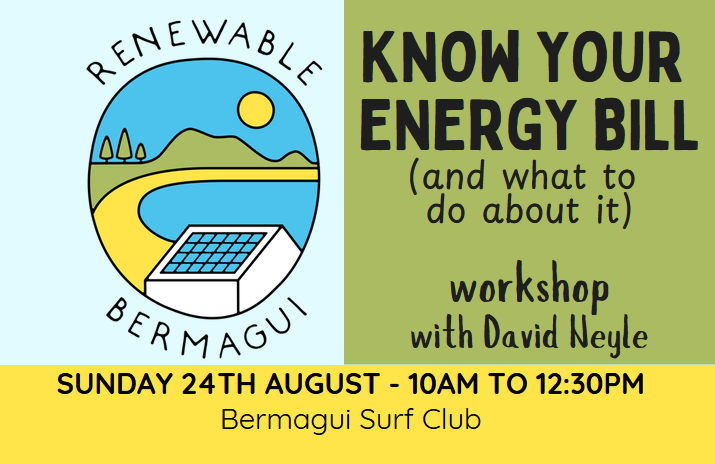 RENEWABLE
BERMAGUI
KNOW YOUR
ENERGY BILL
(and what to
do about it)
workshop
with David Neyle
SUNDAY 24TH AUGUST - 10AM TO 12:30PM
Bermagui Surf Club